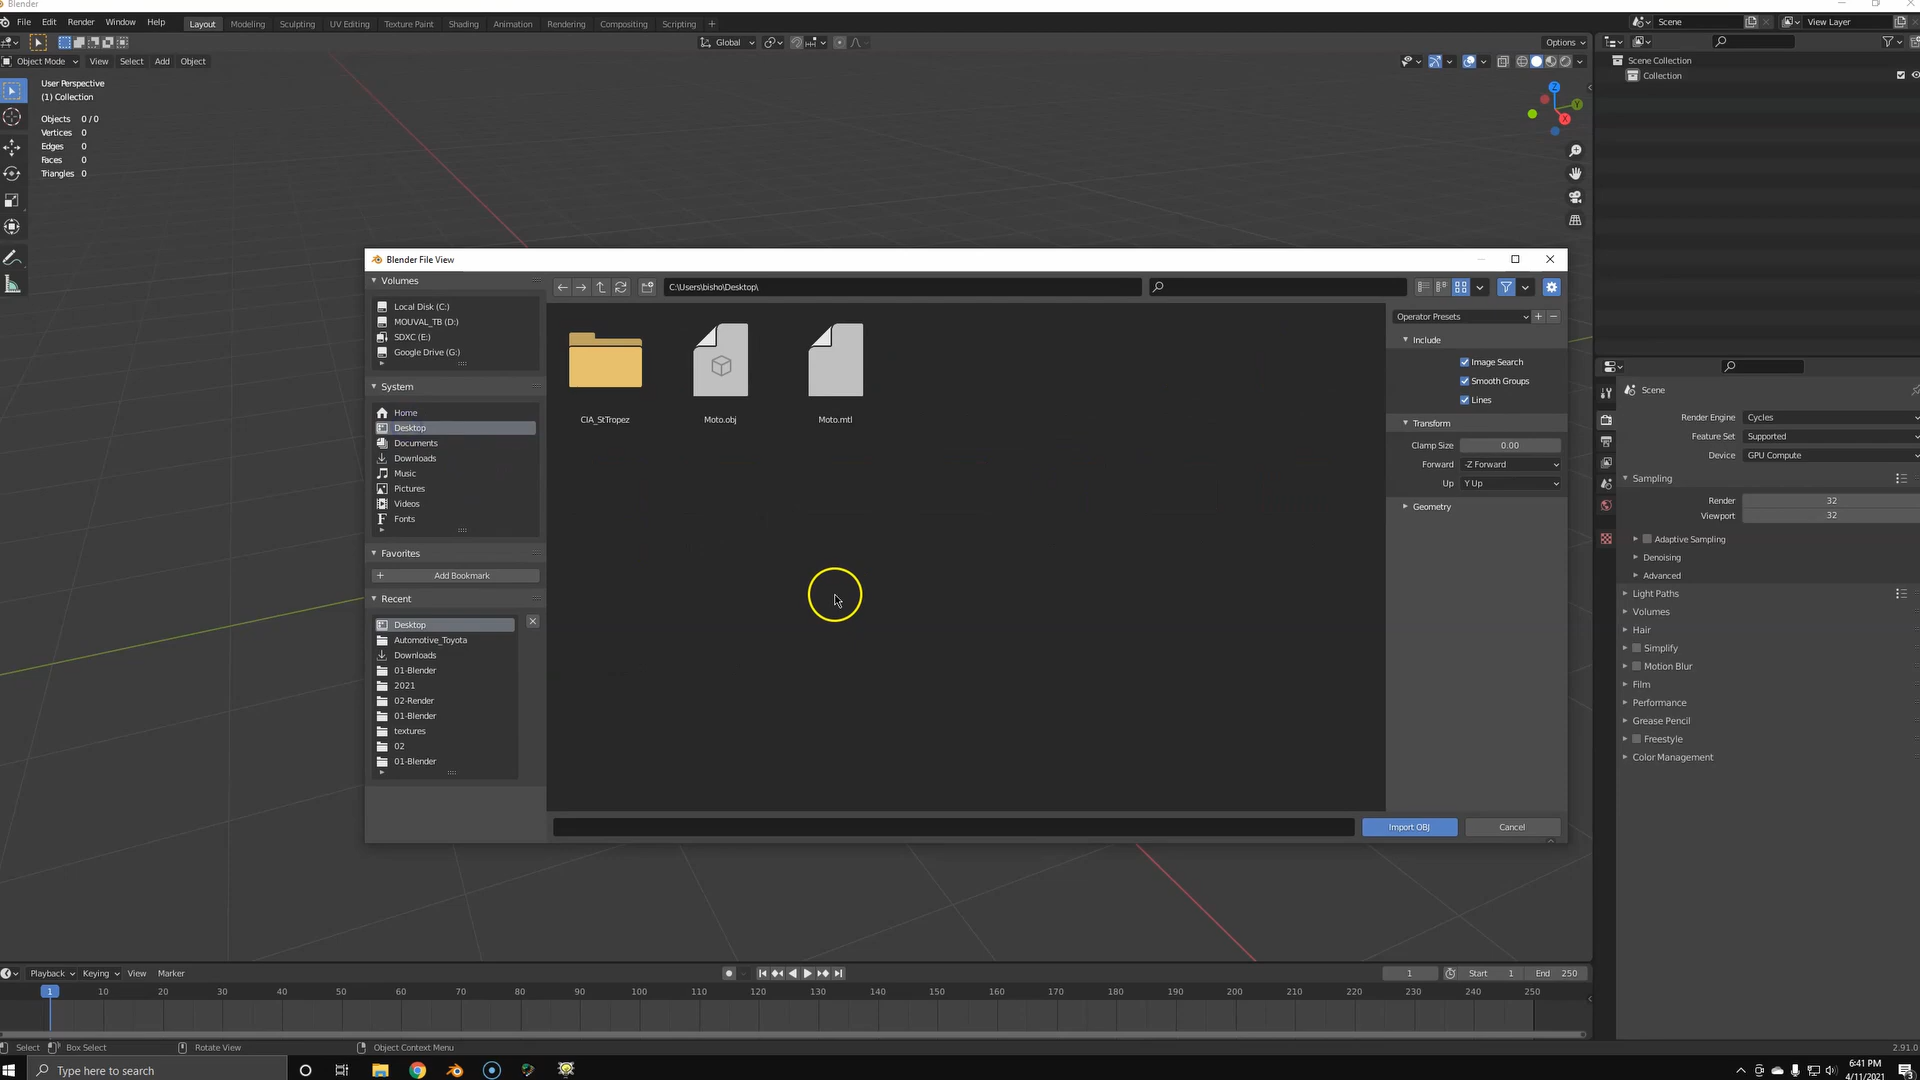 Blender
File Edit Render Window Help Layout Modeling Sculpting UV Editing Texture Paint Shading Animation Rendering Compositing Scripting + Scene View Layer
Global Options
Object Mode View Select Add Object
User Perspective
(1) Collection
Objects 0 / 0
Vertices 0
Edges 0
Faces 0
Triangles 0
Z
Y
X
Scene Collection
Collection
Blender File View
Volumes
Local Disk (C:)
MOUVAL_TB (D:)
SDXC (E:)
Google Drive (G:)
System
Home
Desktop
Documents
Downloads
Music
Pictures
Videos
Fonts
Favorites
+ Add Bookmark
Recent
Desktop
Automotive_Toyota
Downloads
01-Blender
2021
02-Render
01-Blender
textures
02
01-Blender
C:\Users\bisho\Desktop\
CIA_StTropez Moto.obj Moto.mtl
Operator Presets
Include
Image Search
Smooth Groups
Lines
Transform
Clamp Size 0.00
Forward -Z Forward
Up Y Up
Geometry
Import OBJ Cancel
Scene
Render Engine Cycles
Feature Set Supported
Device GPU Compute
Sampling
Render 32
Viewport 32
Adaptive Sampling
Denoising
Advanced
Light Paths
Volumes
Hair
Simplify
Motion Blur
Film
Performance
Grease Pencil
Freestyle
Color Management
Playback Keying View Marker 1 Start 1 End 250
1 10 20 30 40 50 60 70 80 90 100 110 120 130 140 150 160 170 180 190 200 210 220 230 240 250
Select Box Select Rotate View Object Context Menu 2.91.0
Type here to search
6:41 PM
4/11/2021
3